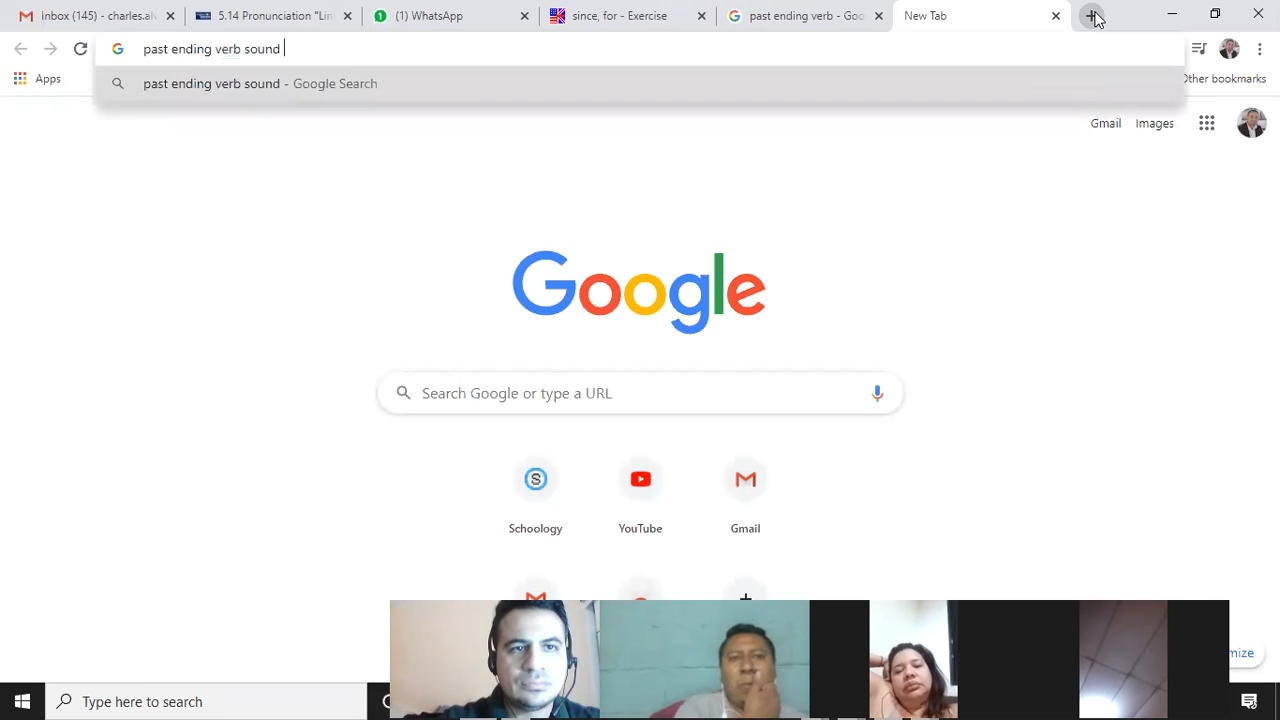 inbox (145) - charles.alv
5.14 Pronunciation "Lin
(1) WhatsApp
since, for - Exercise
past ending verb - Goo
New Tab
past ending verb sound
past ending verb sound - Google Search
Apps
Other bookmarks
Gmail
Images
Google
Search Google or type a URL
Schoology
YouTube
Gmail
mize
Type here to search